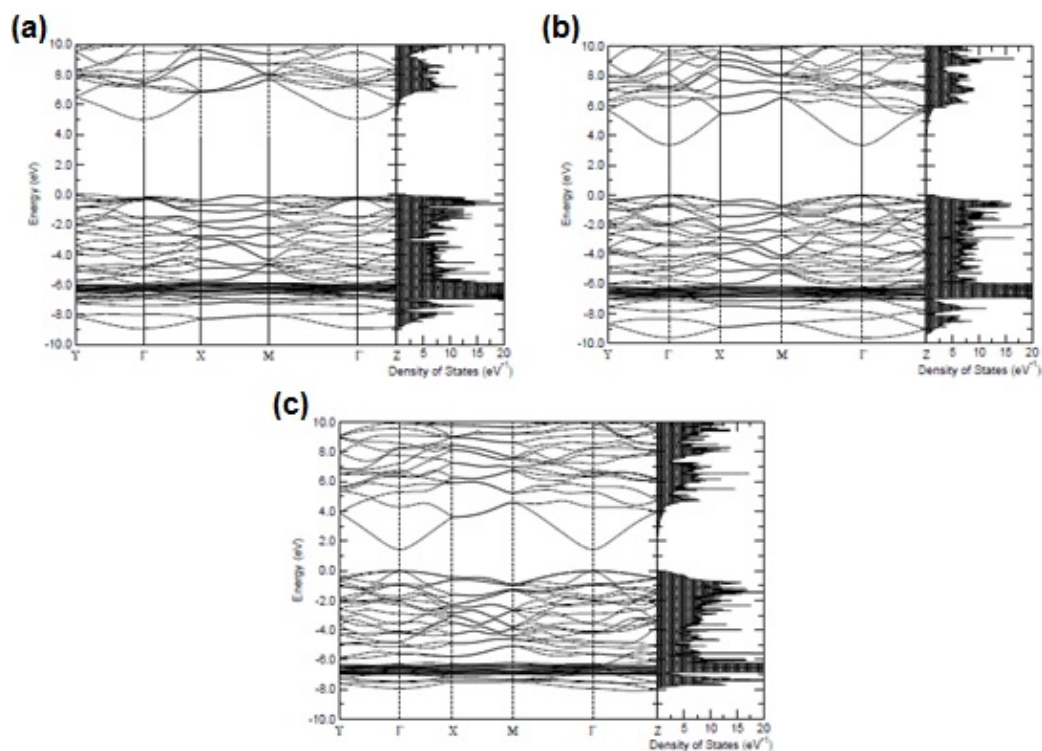 (a)
10.0
8.0
6.0
4.0
2.0
0.0
-2.0
-4.0
-6.0
-8.0
-10.0
Energy (eV)
Y Γ X M Γ Z
5 10 15 20
Density of States (eV⁻¹)
(b)
10.0
8.0
6.0
4.0
2.0
0.0
-2.0
-4.0
-6.0
-8.0
-10.0
Energy (eV)
Y Γ X M Γ Z
5 10 15 20
Density of States (eV⁻¹)
(c)
10.0
8.0
6.0
4.0
2.0
0.0
-2.0
-4.0
-6.0
-8.0
-10.0
Energy (eV)
Y Γ X M Γ Z
5 10 15 20
Density of States (eV⁻¹)